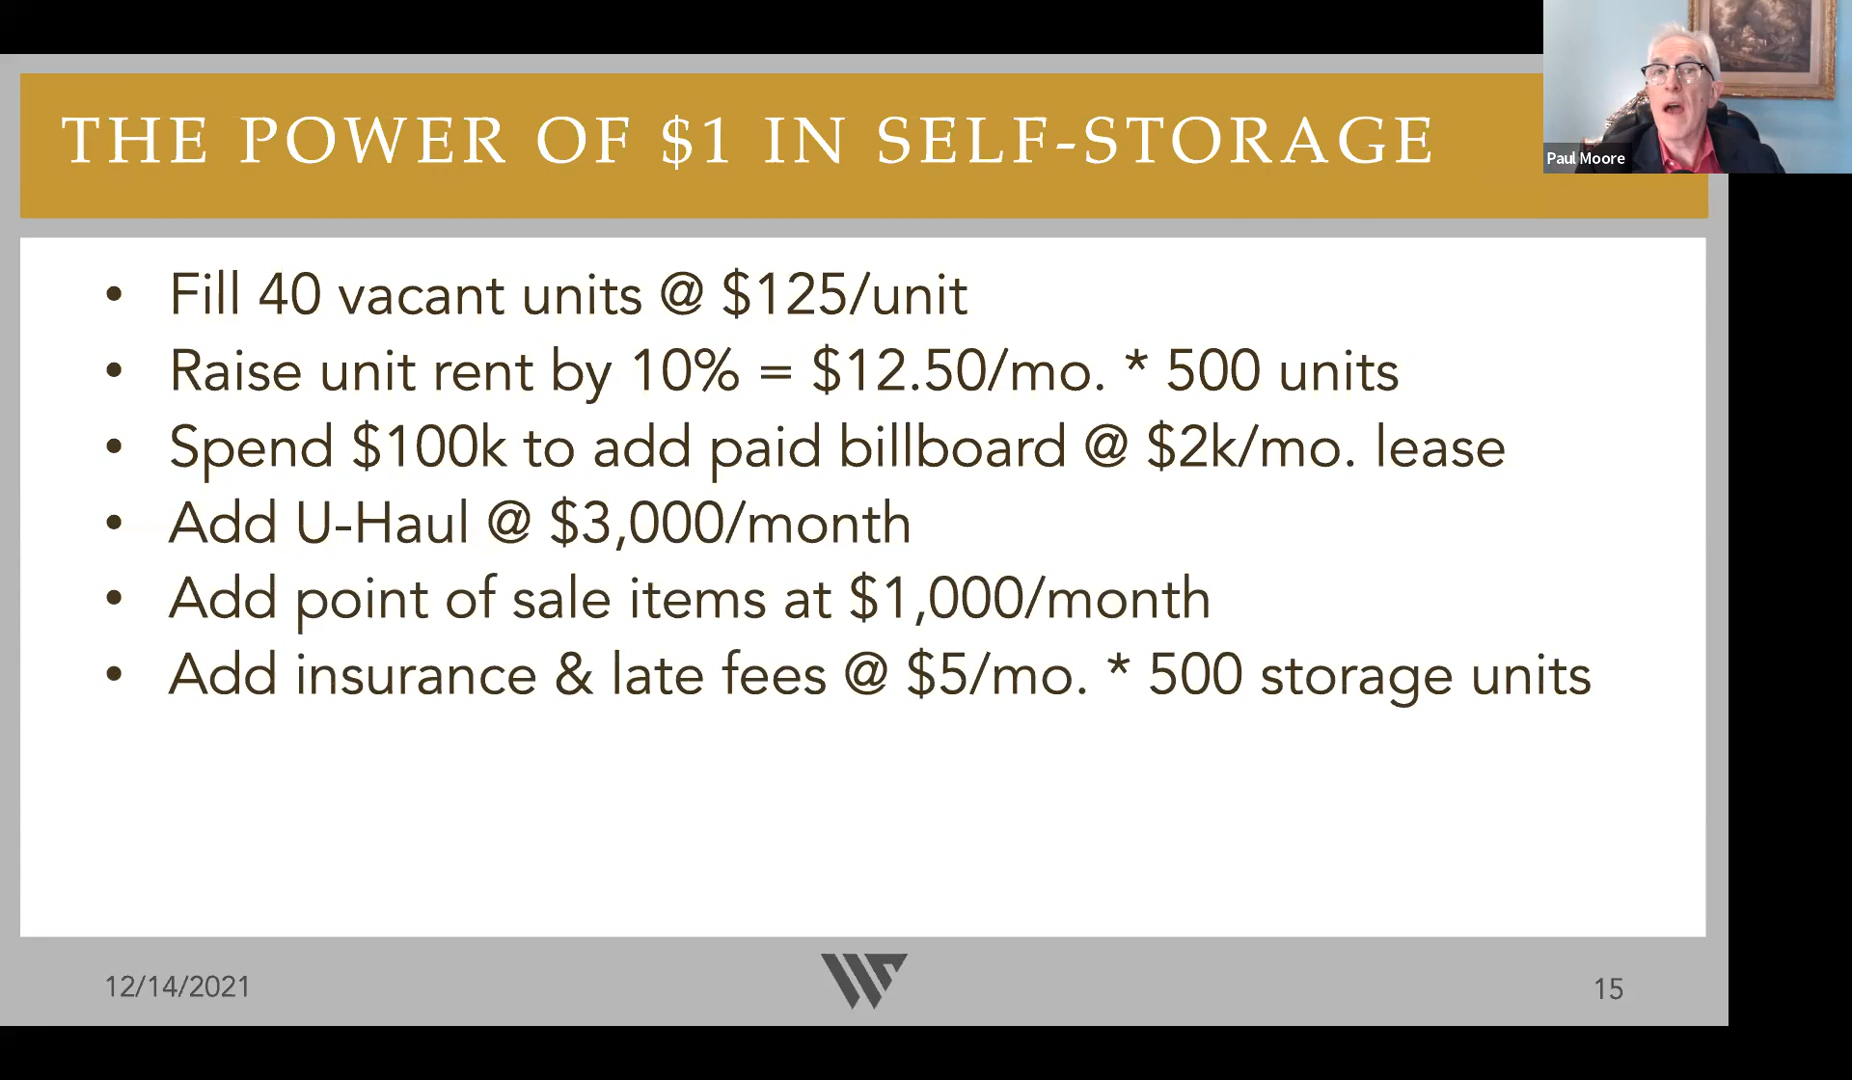 THE POWER OF $1 IN SELF-STORAGE
Paul Moore
• Fill 40 vacant units @ $125/unit
• Raise unit rent by 10% = $12.50/mo. * 500 units
• Spend $100k to add paid billboard @ $2k/mo. lease
• Add U-Haul @ $3,000/month
• Add point of sale items at $1,000/month
• Add insurance & late fees @ $5/mo. * 500 storage units
12/14/2021
15